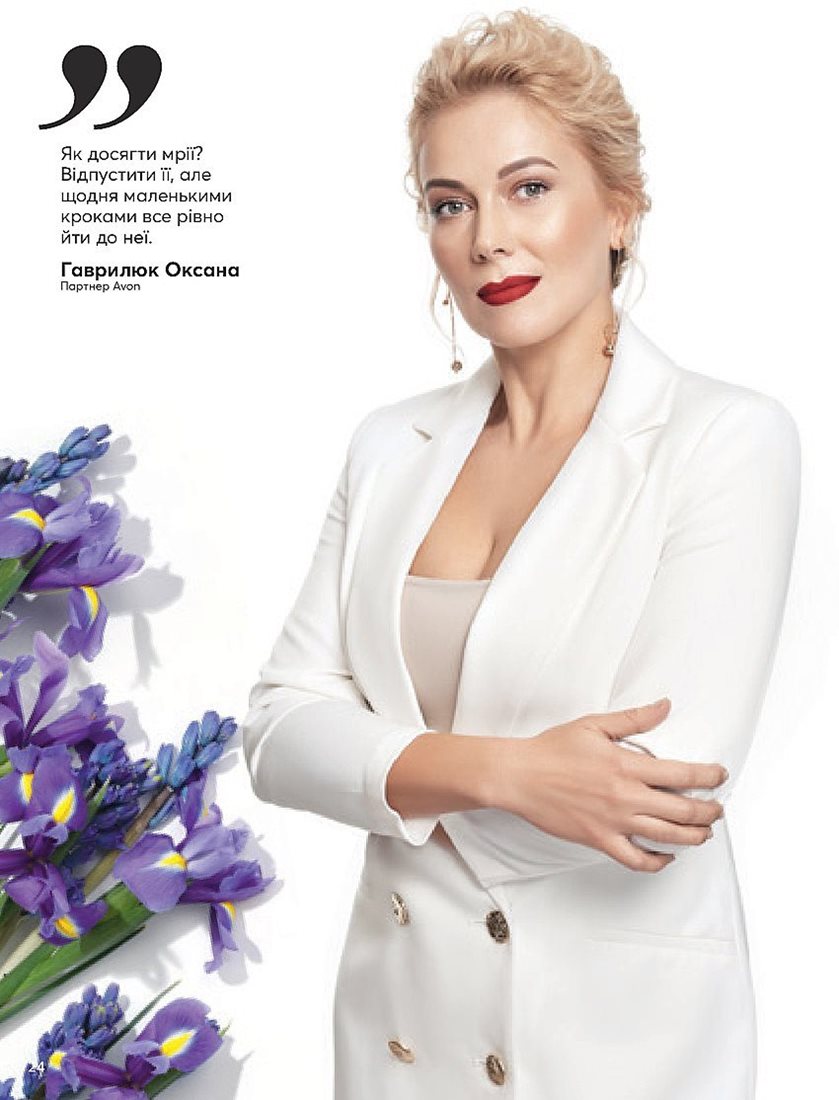 Як досягти мрії?
Відпустити її, але
щодня маленькими
кроками все рівно
йти до неї.
Гаврилюк Оксана
Партнер Avon
24